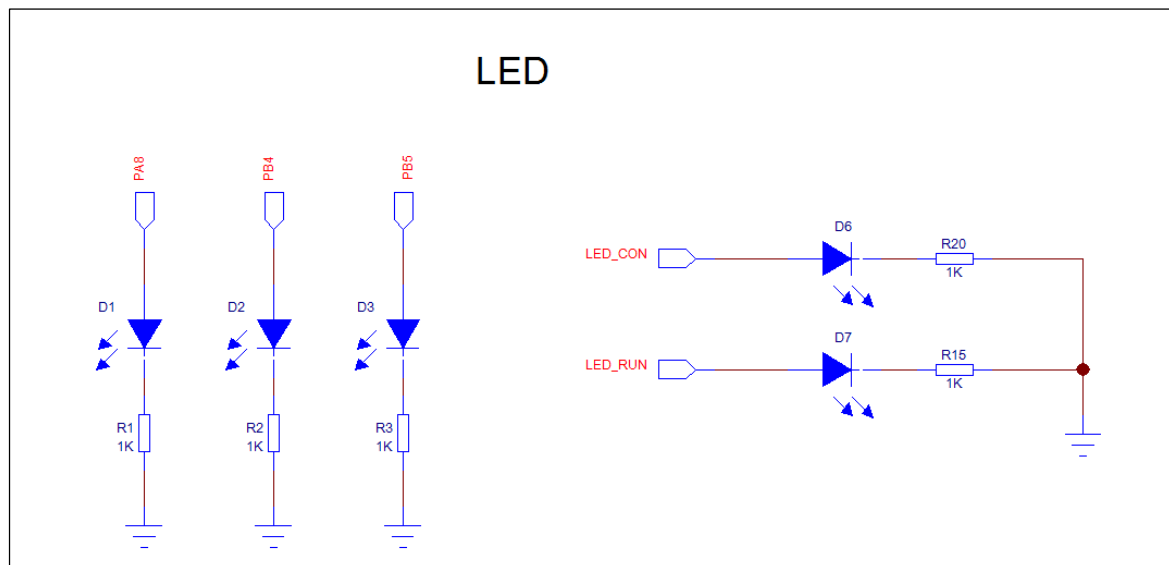 LED
PA8
PB4
PB5
D1
D2
D3
R1
1K
R2
1K
R3
1K
LED_CON
D6
R20
1K
LED_RUN
D7
R15
1K